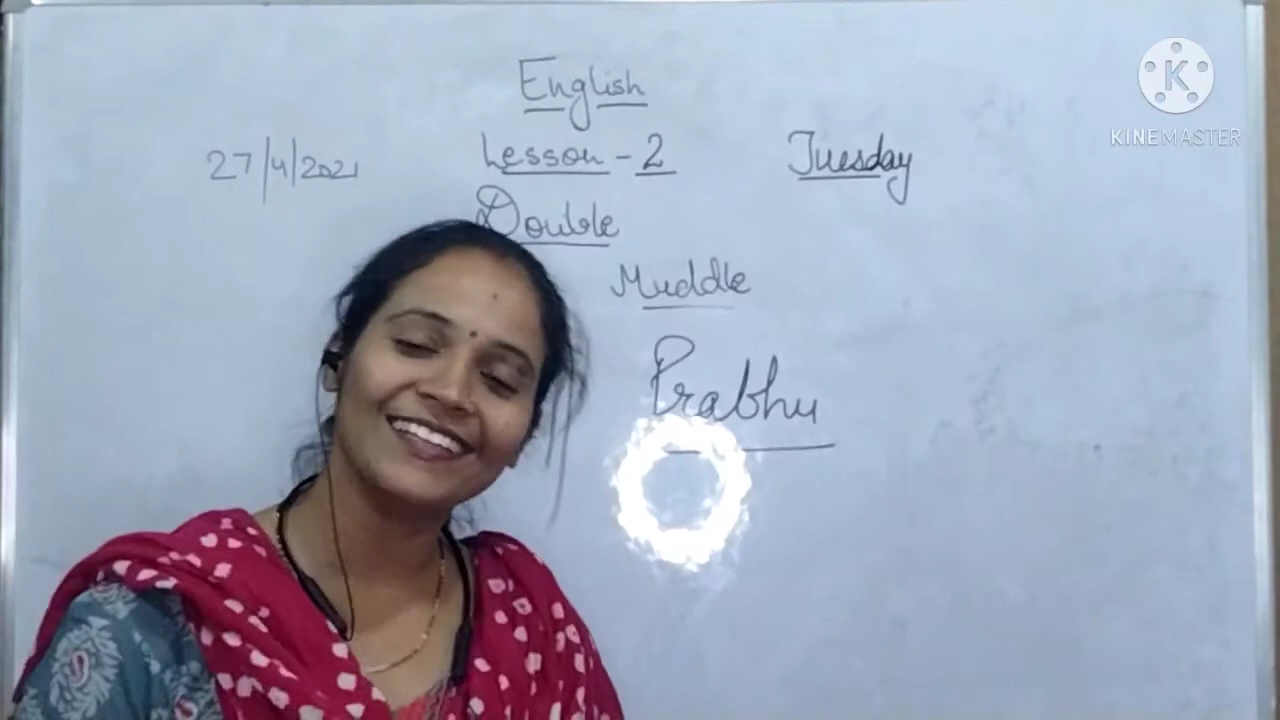 English
27/4/2021 Lesson-2 Tuesday
Double
Muddle
Prabhu
K
KINEMASTER